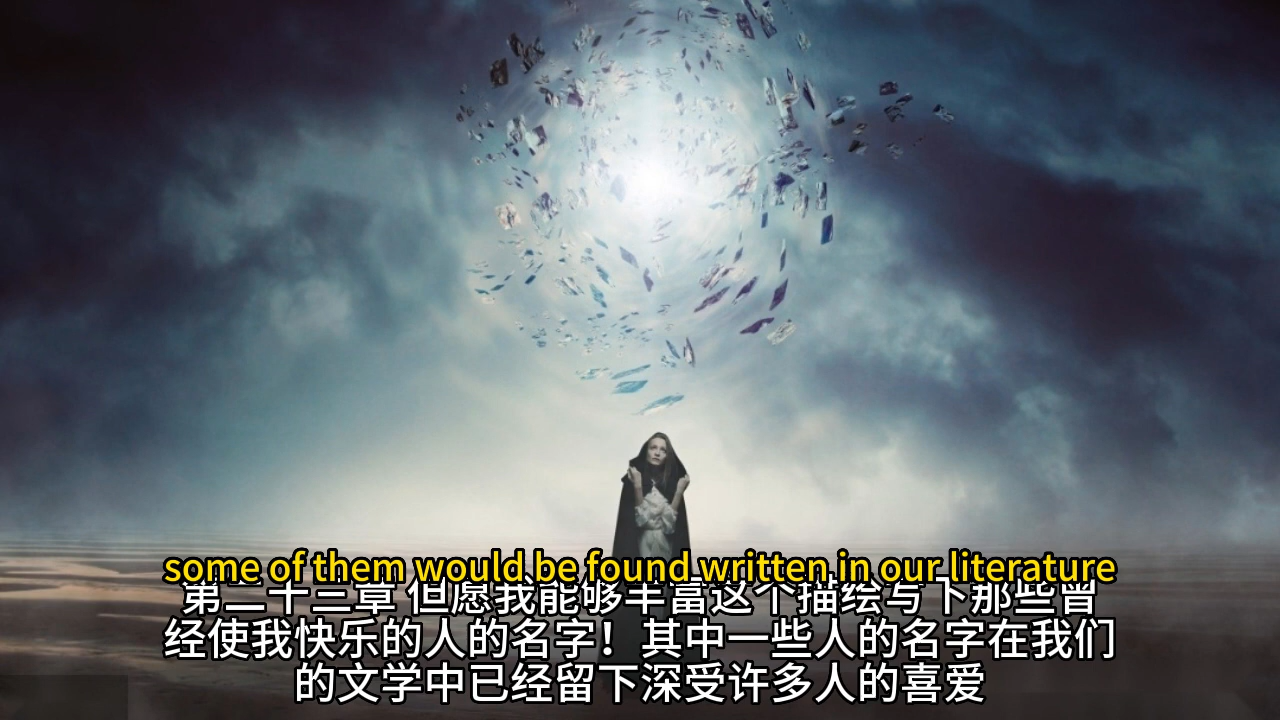 some of them would be found written in our literature
第二十三章 但愿我能够丰富这个描绘写下那些曾
经使我快乐的人的名字！其中一些人的名字在我们
的文学中已经留下深受许多人的喜爱